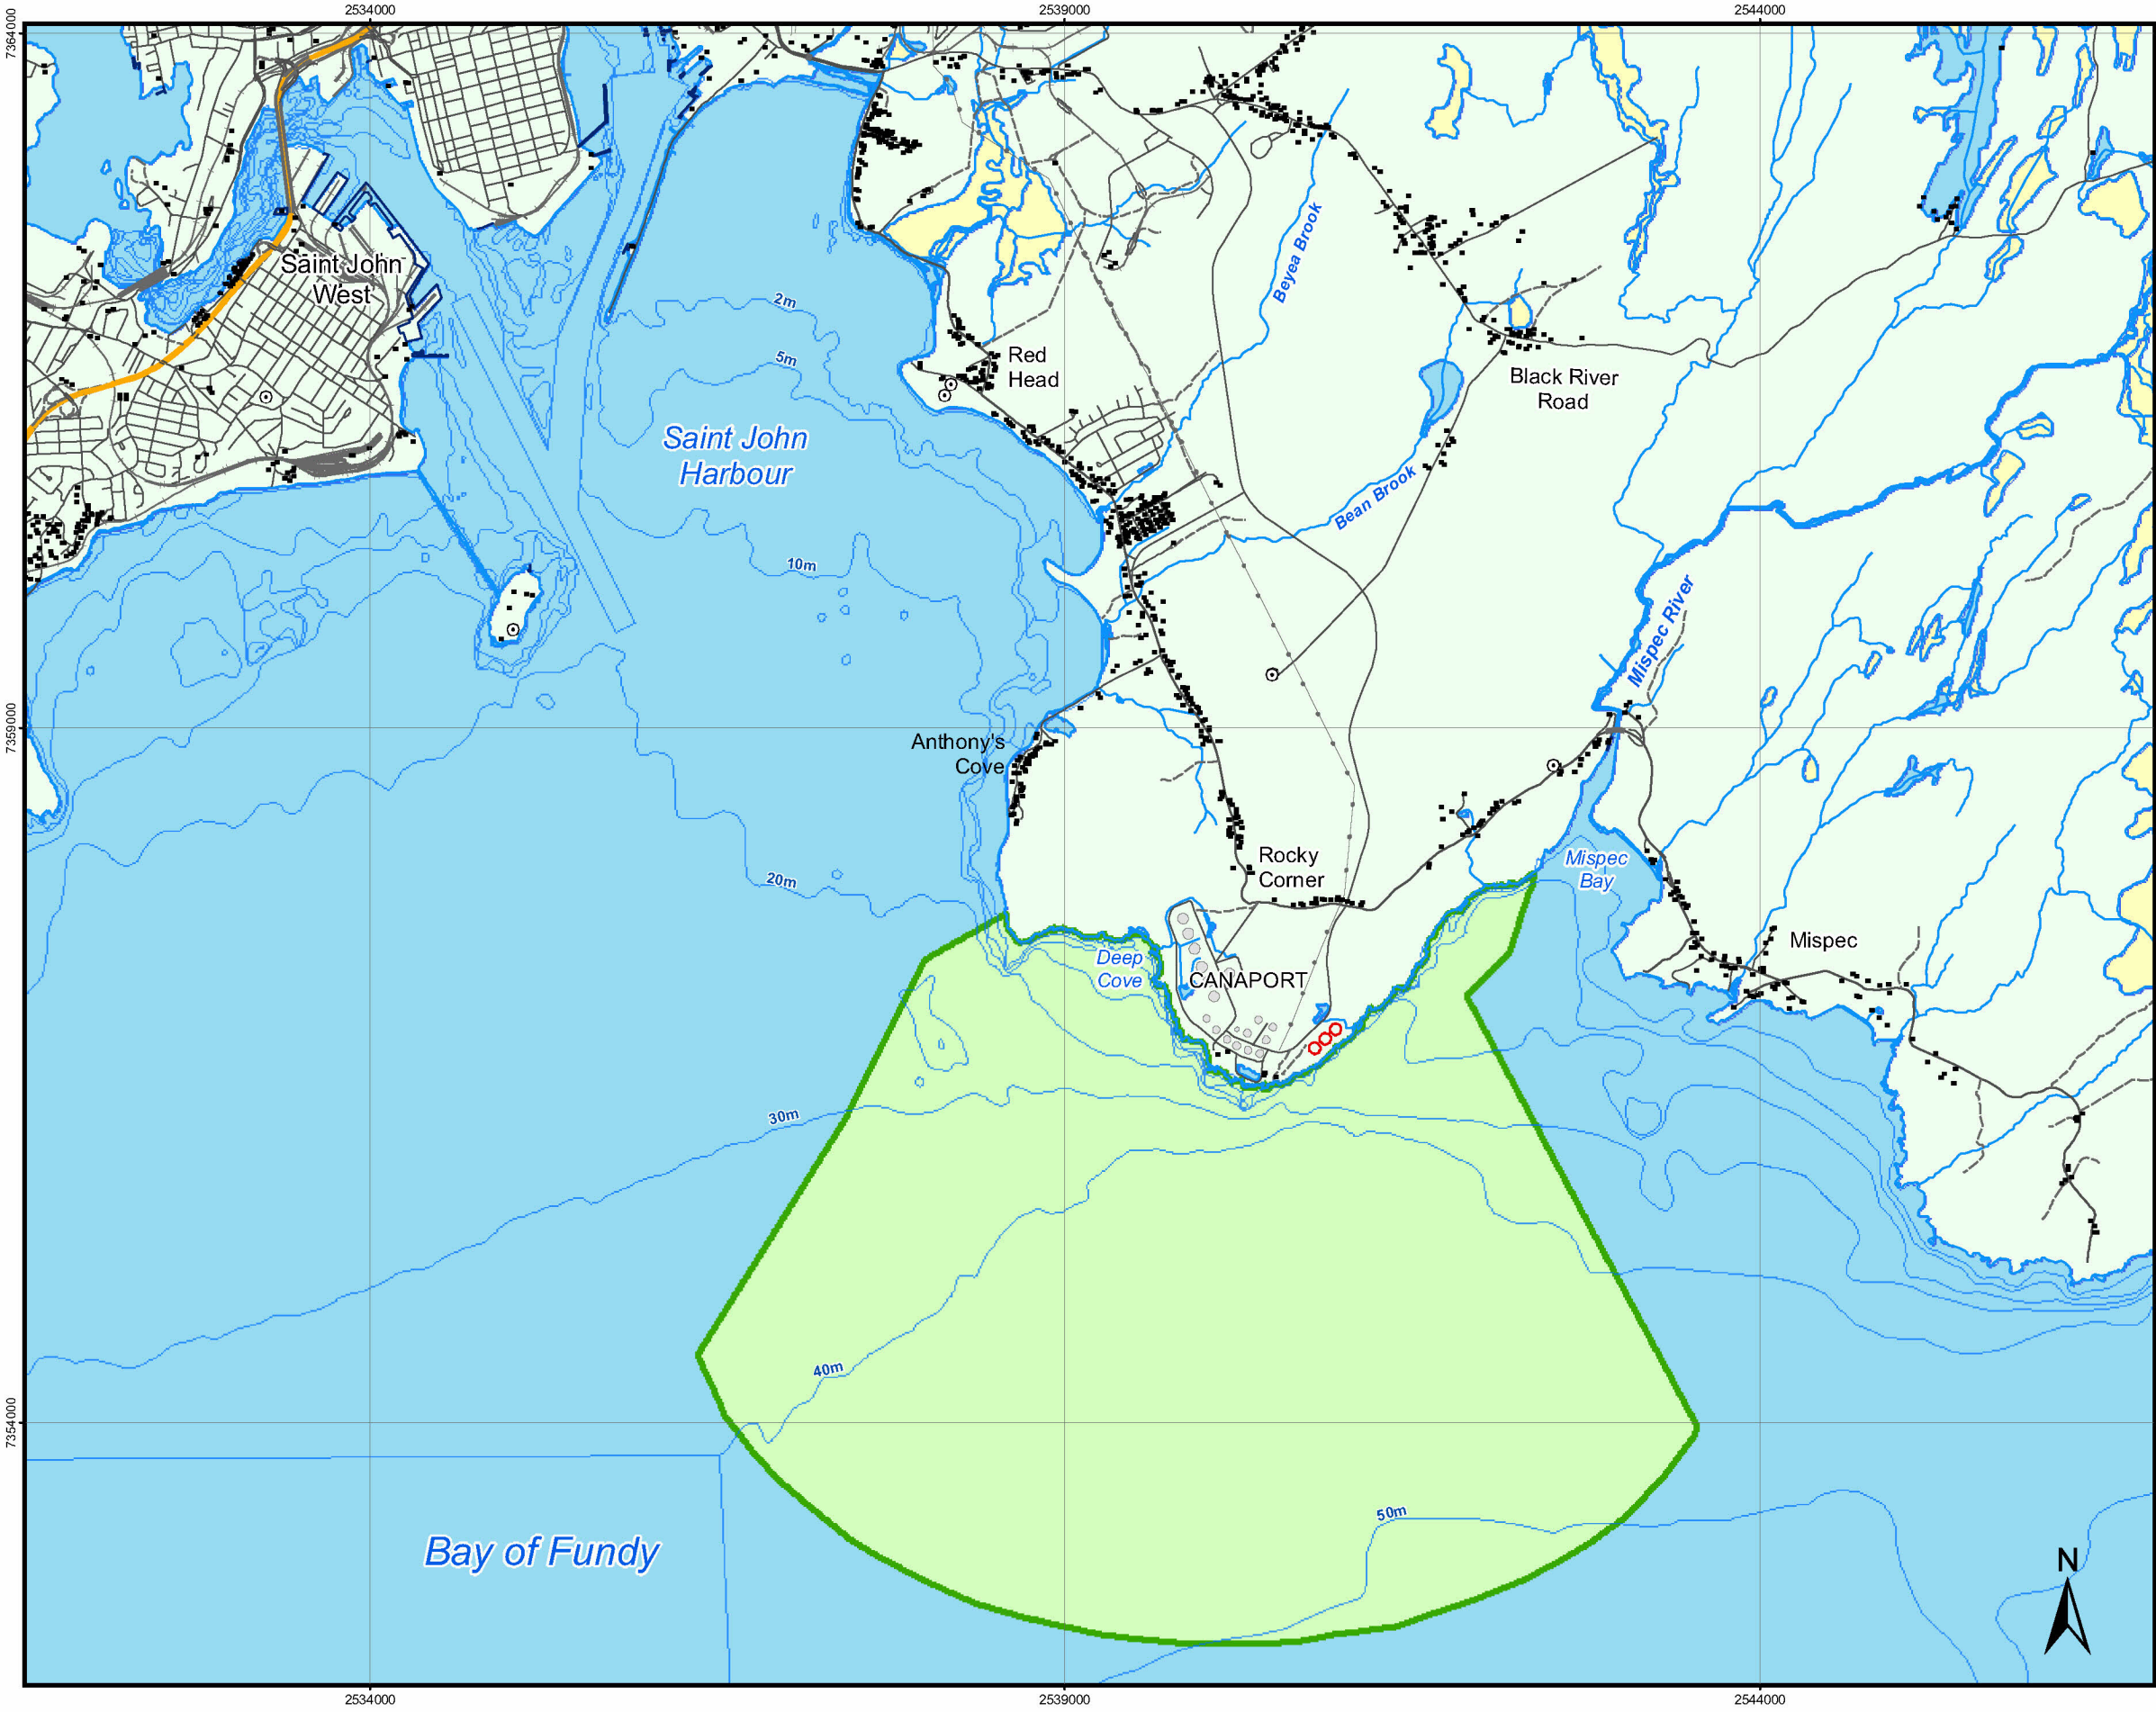 2534000
2539000
2544000
7364000
Saint John
West
2m
Beyea Brook
5m
Red
Head
Black River
Road
Saint John
Harbour
Bean Brook
10m
Mispec River
7359000
Anthony's
Cove
Rocky
Corner
Mispec
Bay
20m
Mispec
Deep
Cove
CANAPORT
30m
40m
7354000
50m
Bay of Fundy
N
2534000
2539000
2544000